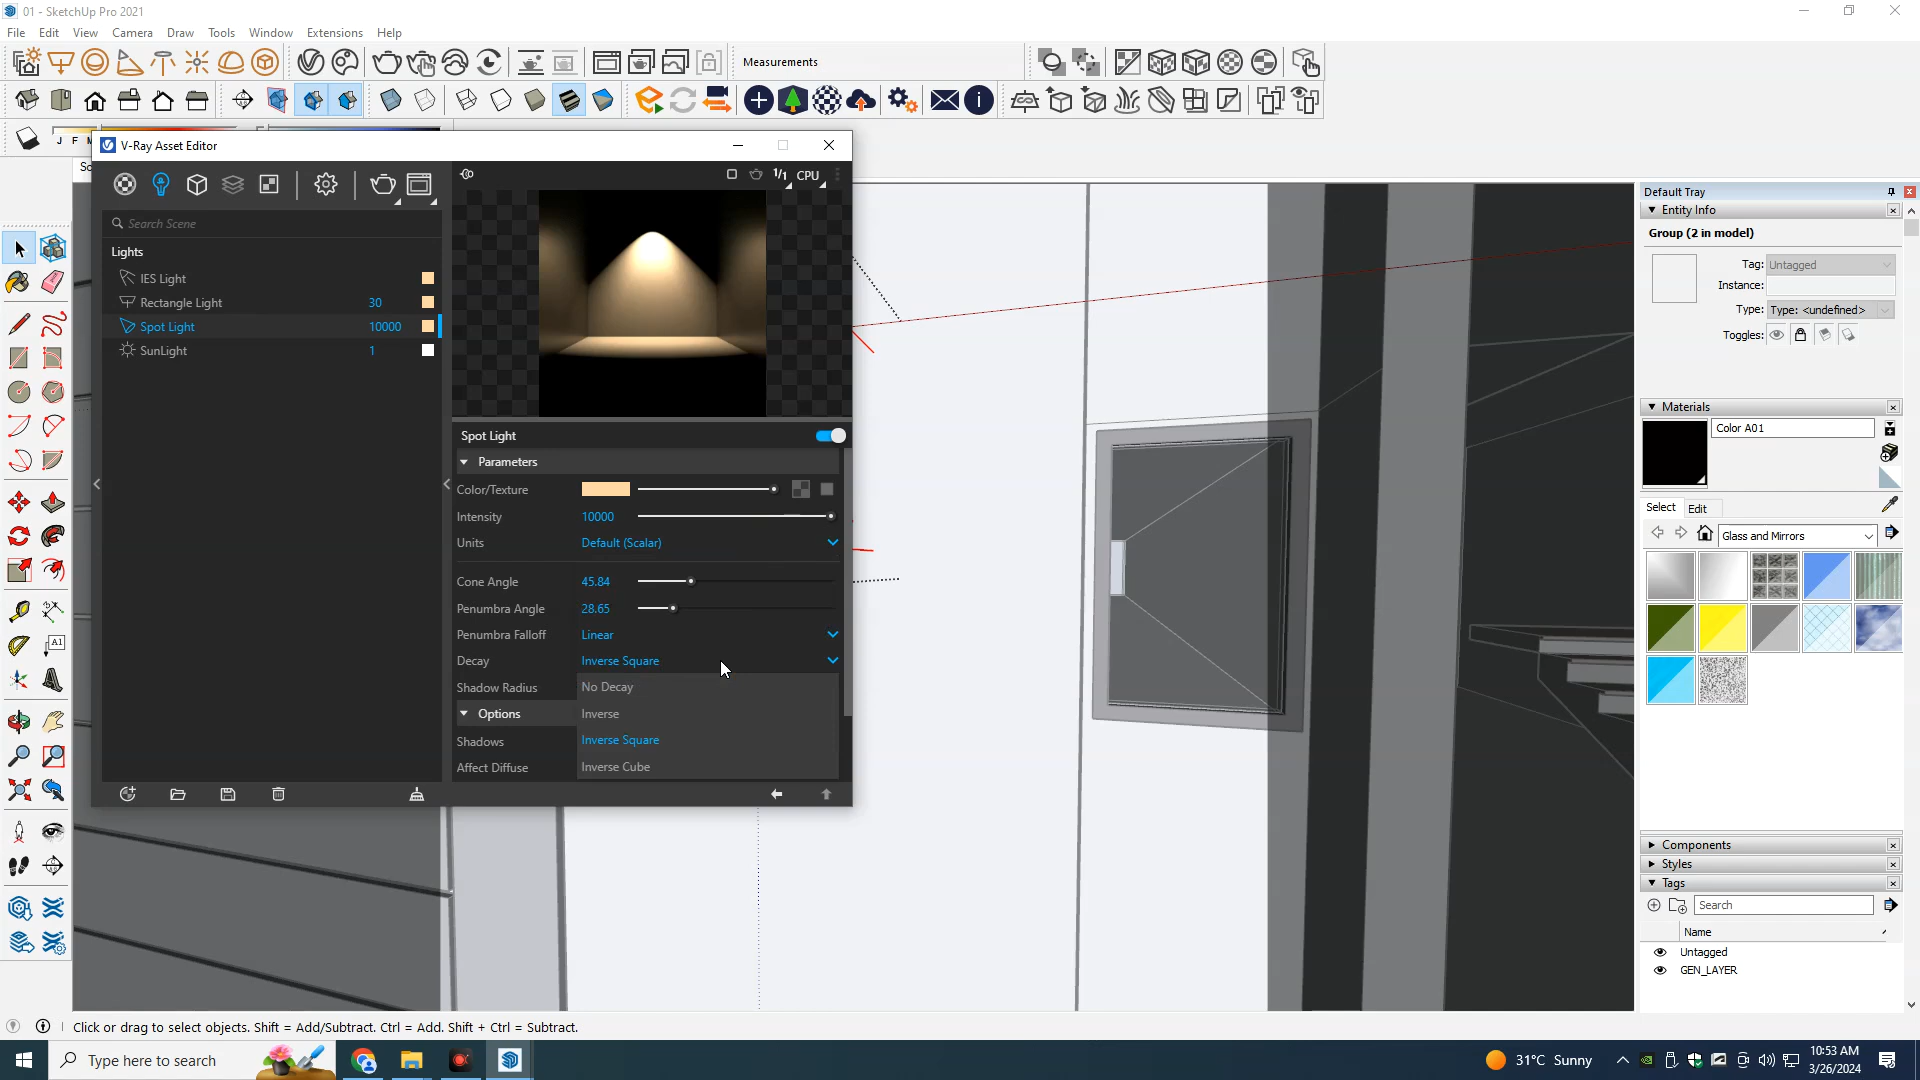 01 - SketchUp Pro 2021
File Edit View Camera Draw Tools Window Extensions Help
Measurements
J F M
V-Ray Asset Editor
Sc
Search Scene
1/1 CPU
Lights
IES Light
Rectangle Light 30
Spot Light 10000
SunLight 1
Spot Light
Parameters
Color/Texture
Intensity 10000
Units Default (Scalar)
Cone Angle 45.84
Penumbra Angle 28.65
Penumbra Falloff Linear
Decay Inverse Square
Shadow Radius No Decay
Options Inverse
Shadows Inverse Square
Affect Diffuse Inverse Cube
A1
Default Tray
Entity Info
Group (2 in model)
Tag: Untagged
Instance:
Type: Type: <undefined>
Toggles:
Materials
Color A01
Select Edit
Glass and Mirrors
Components
Styles
Tags
Search
Name
Untagged
GEN_LAYER
Click or drag to select objects. Shift = Add/Subtract. Ctrl = Add. Shift + Ctrl = Subtract.
Type here to search
31°C Sunny
10:53 AM
3/26/2024